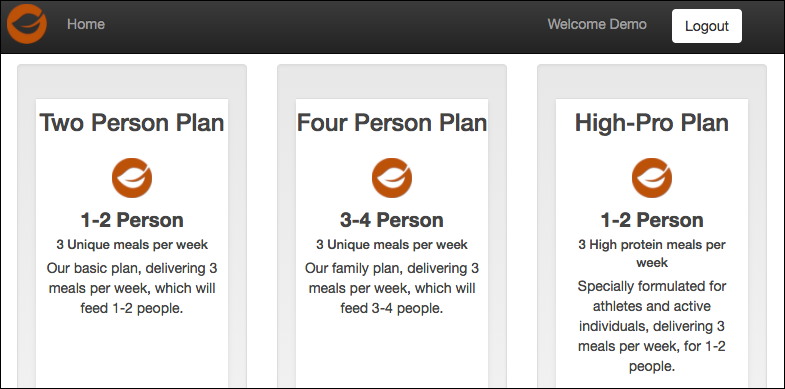 Home
Welcome Demo
Logout
Two Person Plan
1-2 Person
3 Unique meals per week
Our basic plan, delivering 3
meals per week, which will
feed 1-2 people.
Four Person Plan
3-4 Person
3 Unique meals per week
Our family plan, delivering 3
meals per week, which will
feed 3-4 people.
High-Pro Plan
1-2 Person
3 High protein meals per
week
Specially formulated for
athletes and active
individuals, delivering 3
meals per week, for 1-2
people.